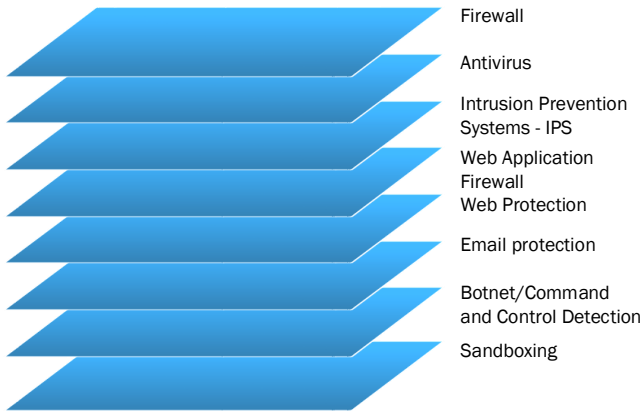 Firewall
Antivirus
Intrusion Prevention
Systems - IPS
Web Application
Firewall
Web Protection
Email protection
Botnet/Command
and Control Detection
Sandboxing